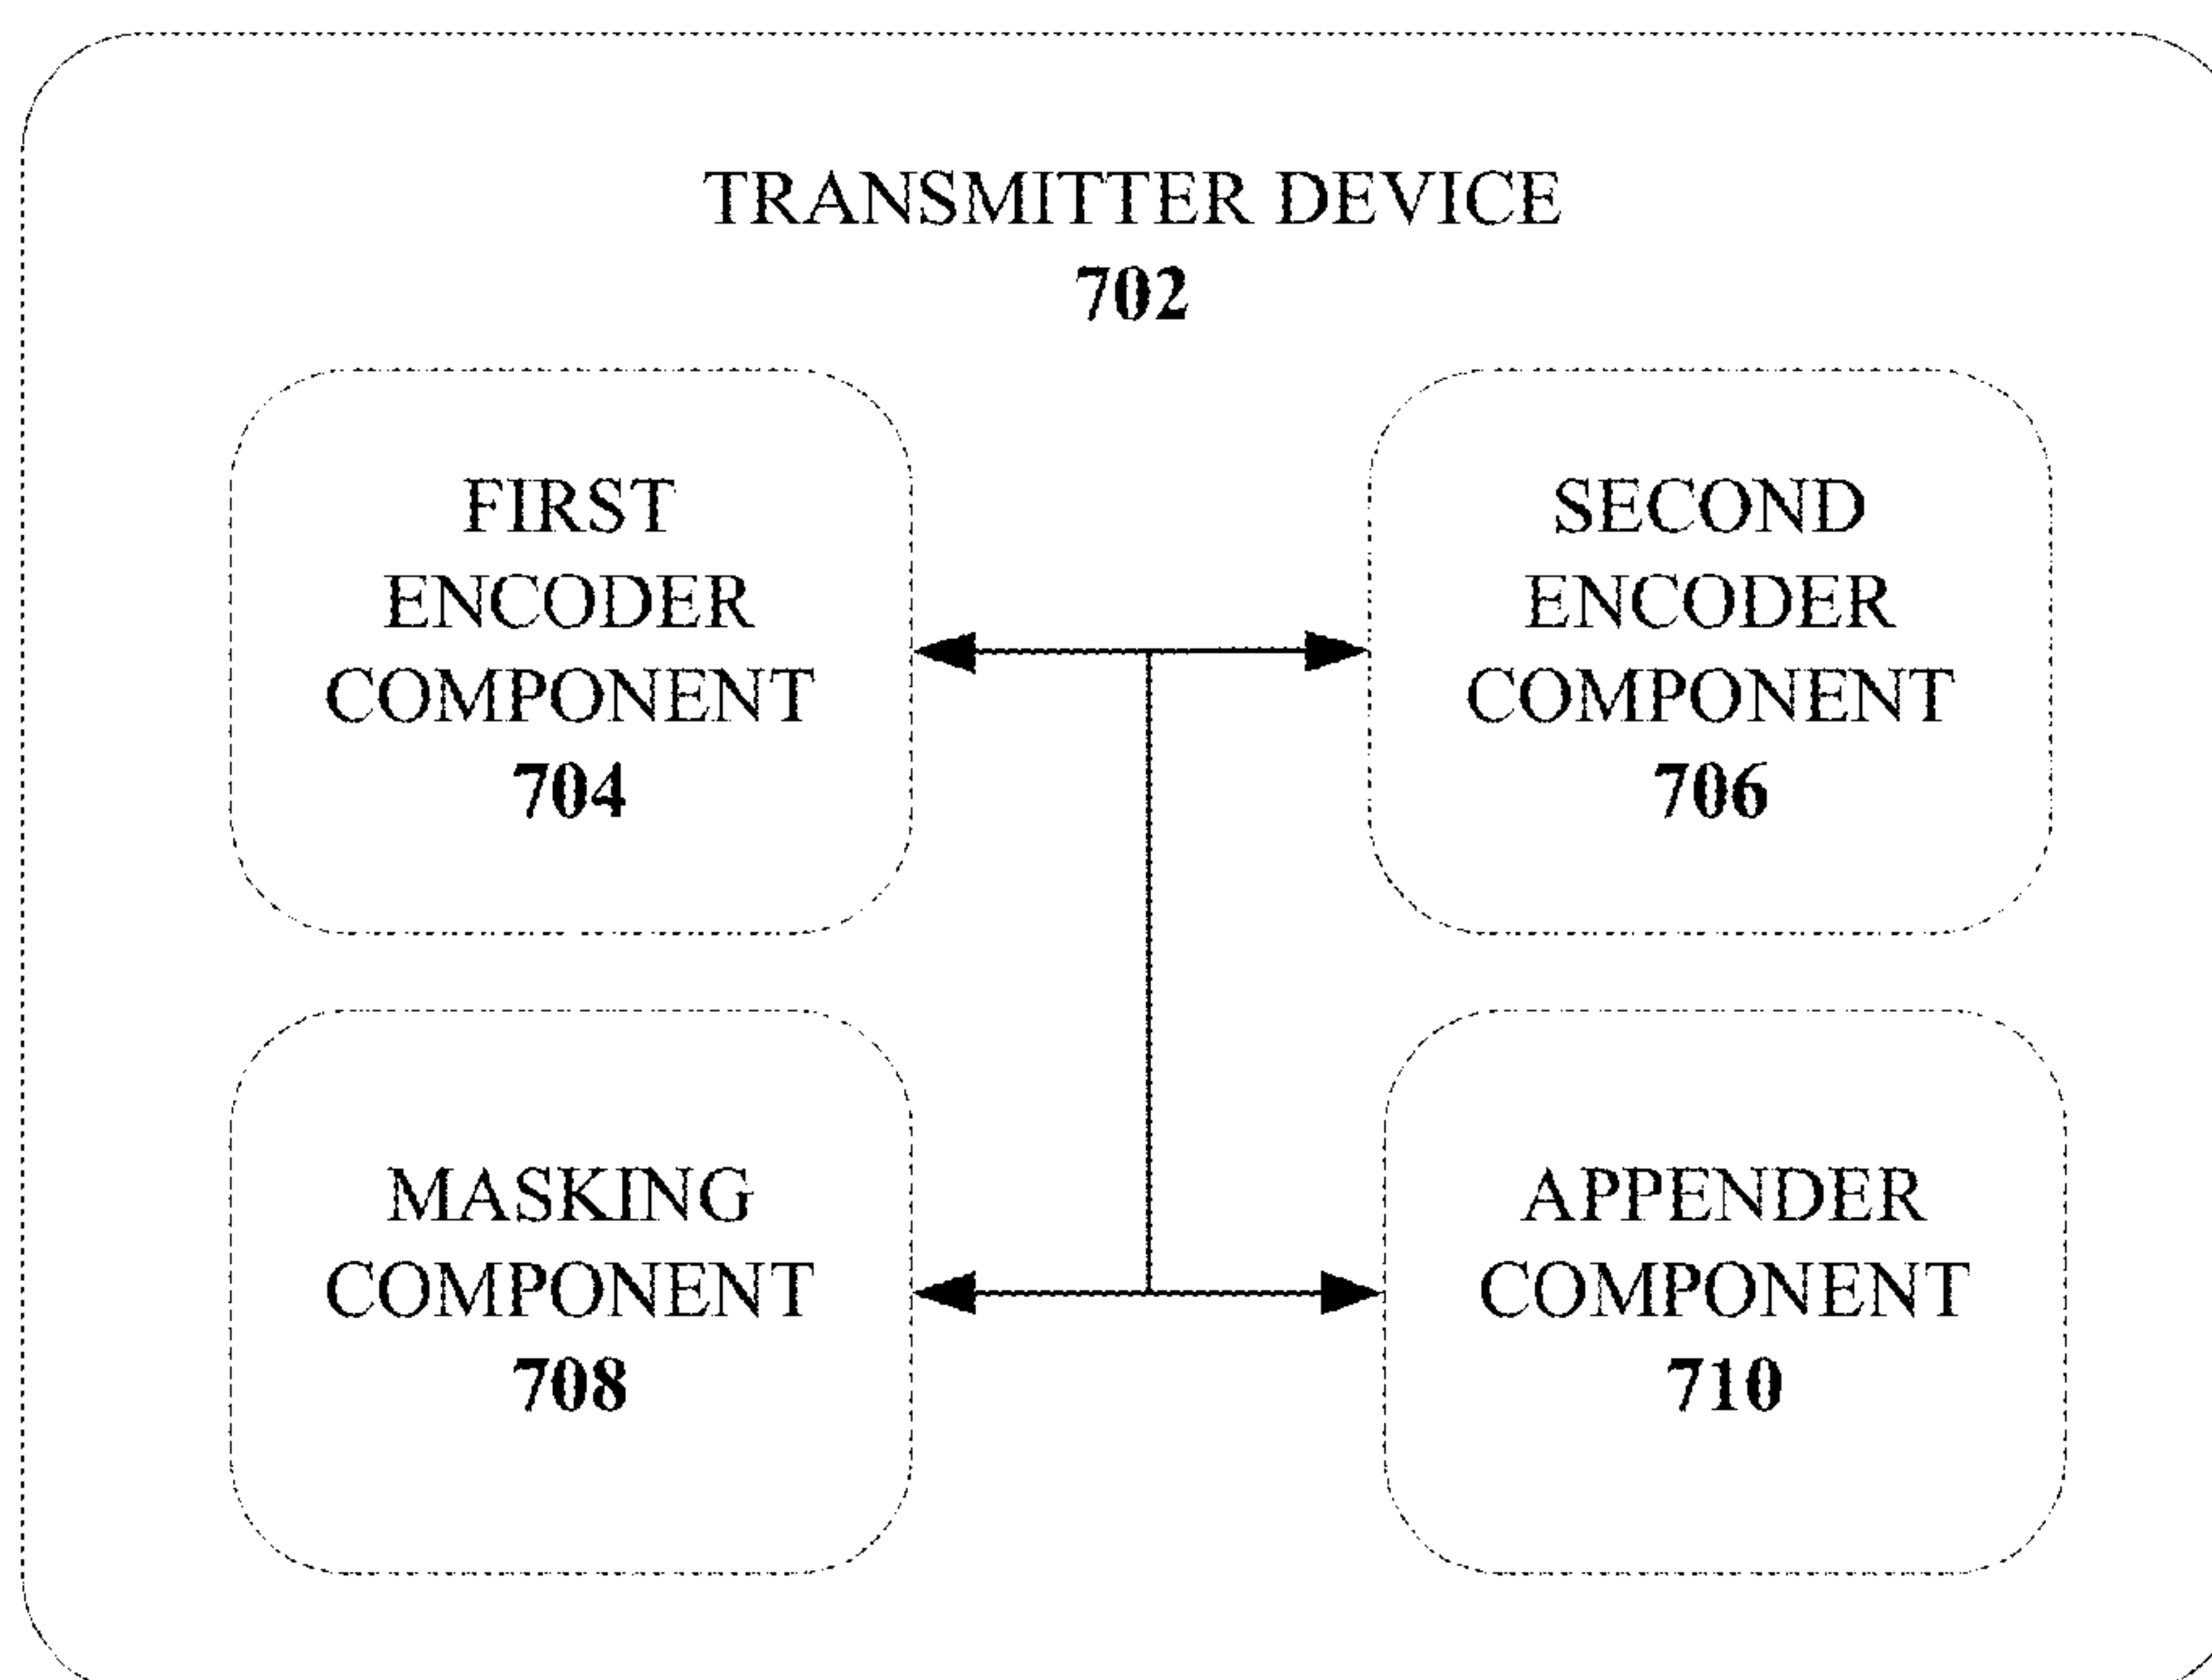 TRANSMITTER DEVICE
702
FIRST
ENCODER
COMPONENT
704
SECOND
ENCODER
COMPONENT
706
MASKING
COMPONENT
708
APPENDER
COMPONENT
710